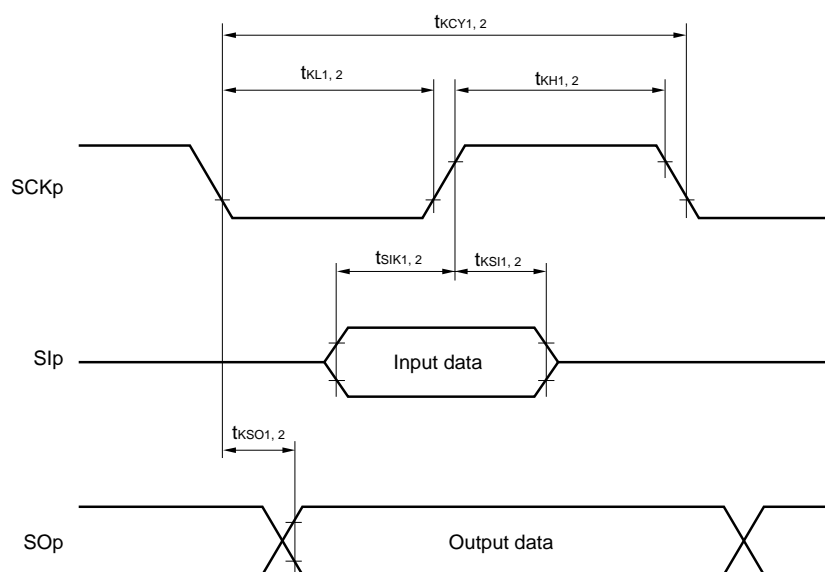 tKCY1, 2
tKL1, 2
tKH1, 2
SCKp
tSIK1, 2
tKSI1, 2
SIp
Input data
tKSO1, 2
SOp
Output data